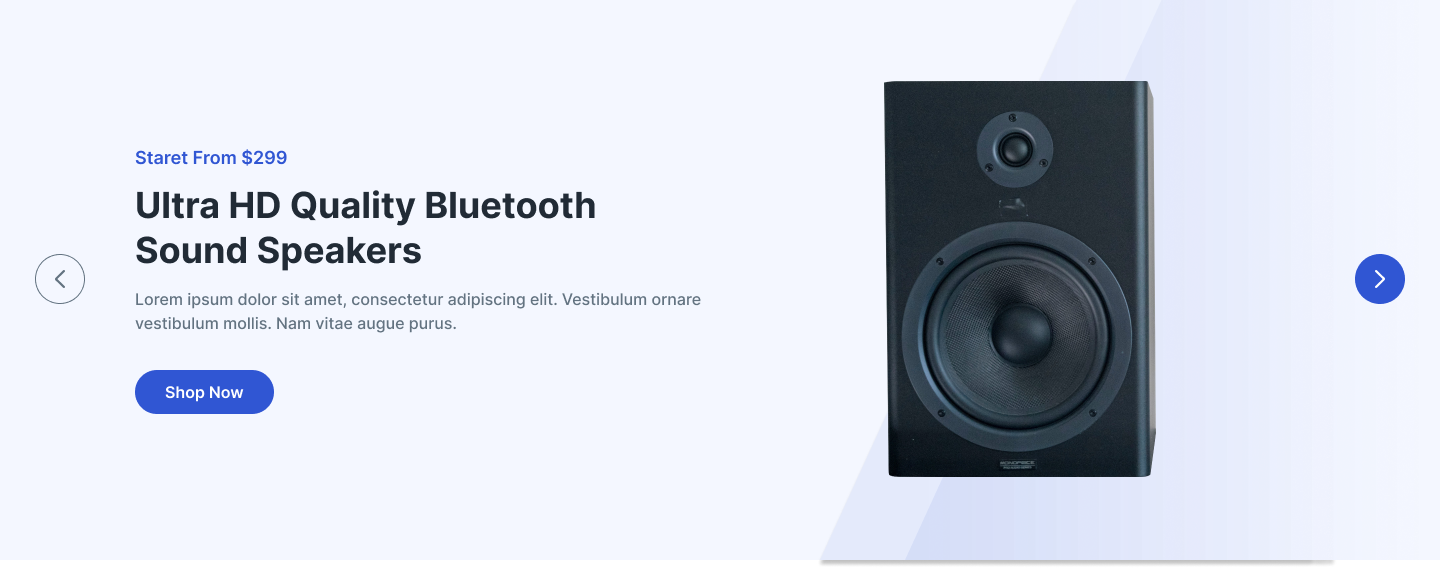 Staret From $299
Ultra HD Quality Bluetooth
Sound Speakers
Lorem ipsum dolor sit amet, consectetur adipiscing elit. Vestibulum ornare
vestibulum mollis. Nam vitae augue purus.
Shop Now